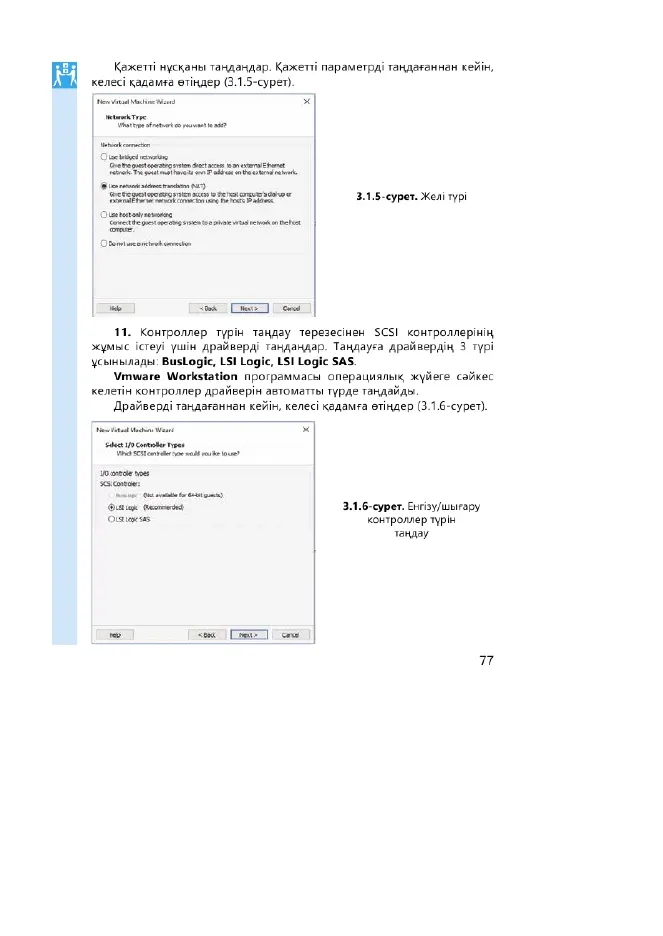 Қажетті нұсқаны таңдаңдар. Қажетті параметрді таңдағаннан кейін,
келесі қадамға өтіңдер (3.1.5-сурет).
New Virtual Machine Wizard
Network Type
What type of network do you want to add?
Network connection
Use bridged networking
Give the guest operating system direct access to an external Ethernet
network. The guest must have its own IP address on the external network.
Use network address translation (NAT)
Give the guest operating system access to the host computer's dial-up or
external Ethernet network connection using the host's IP address.
Use host-only networking
Connect the guest operating system to a private virtual network on the host
computer.
Do not use a network connection
Help
< Back
Next >
Cancel
3.1.5-сурет. Желі түрі
11. Контроллер түрін таңдау терезесінен SCSI контроллерінің
жұмыс істеуі үшін драйверді таңдаңдар. Таңдауға драйвердің 3 түрі
ұсынылады: BusLogic, LSI Logic, LSI Logic SAS.
Vmware Workstation программасы операциялық жүйеге сәйкес
келетін контроллер драйверін автоматты түрде таңдайды.
Драйверді таңдағаннан кейін, келесі қадамға өтіңдер (3.1.6-сурет).
New Virtual Machine Wizard
Select I/O Controller Types
Which SCSI controller type would you like to use?
I/O controller types
SCSI Controller:
BusLogic (Not available for 64-bit guests)
LSI Logic (Recommended)
LSI Logic SAS
Help
< Back
Next >
Cancel
3.1.6-сурет. Енгізу/шығару
контроллер түрін
таңдау
77